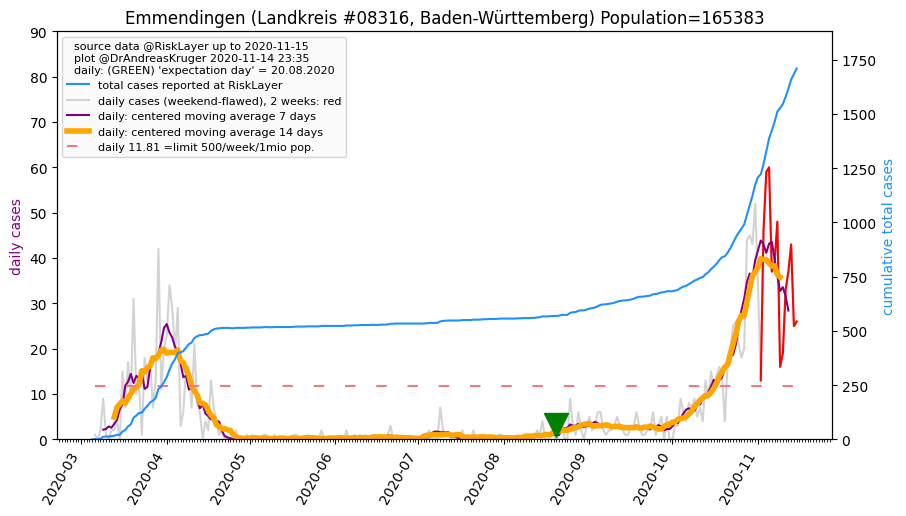 Emmendingen (Landkreis #08316, Baden-Württemberg) Population=165383
source data @RiskLayer up to 2020-11-15
plot @DrAndreasKruger 2020-11-14 23:35
daily: (GREEN) 'expectation day' = 20.08.2020
total cases reported at RiskLayer
daily cases (weekend-flawed), 2 weeks: red
daily: centered moving average 7 days
daily: centered moving average 14 days
daily 11.81 =limit 500/week/1mio pop.
daily cases
90
80
70
60
50
40
30
20
10
0
1750
1500
1250
1000
750
500
250
0
cumulative total cases
2020-03
2020-04
2020-05
2020-06
2020-07
2020-08
2020-09
2020-10
2020-11